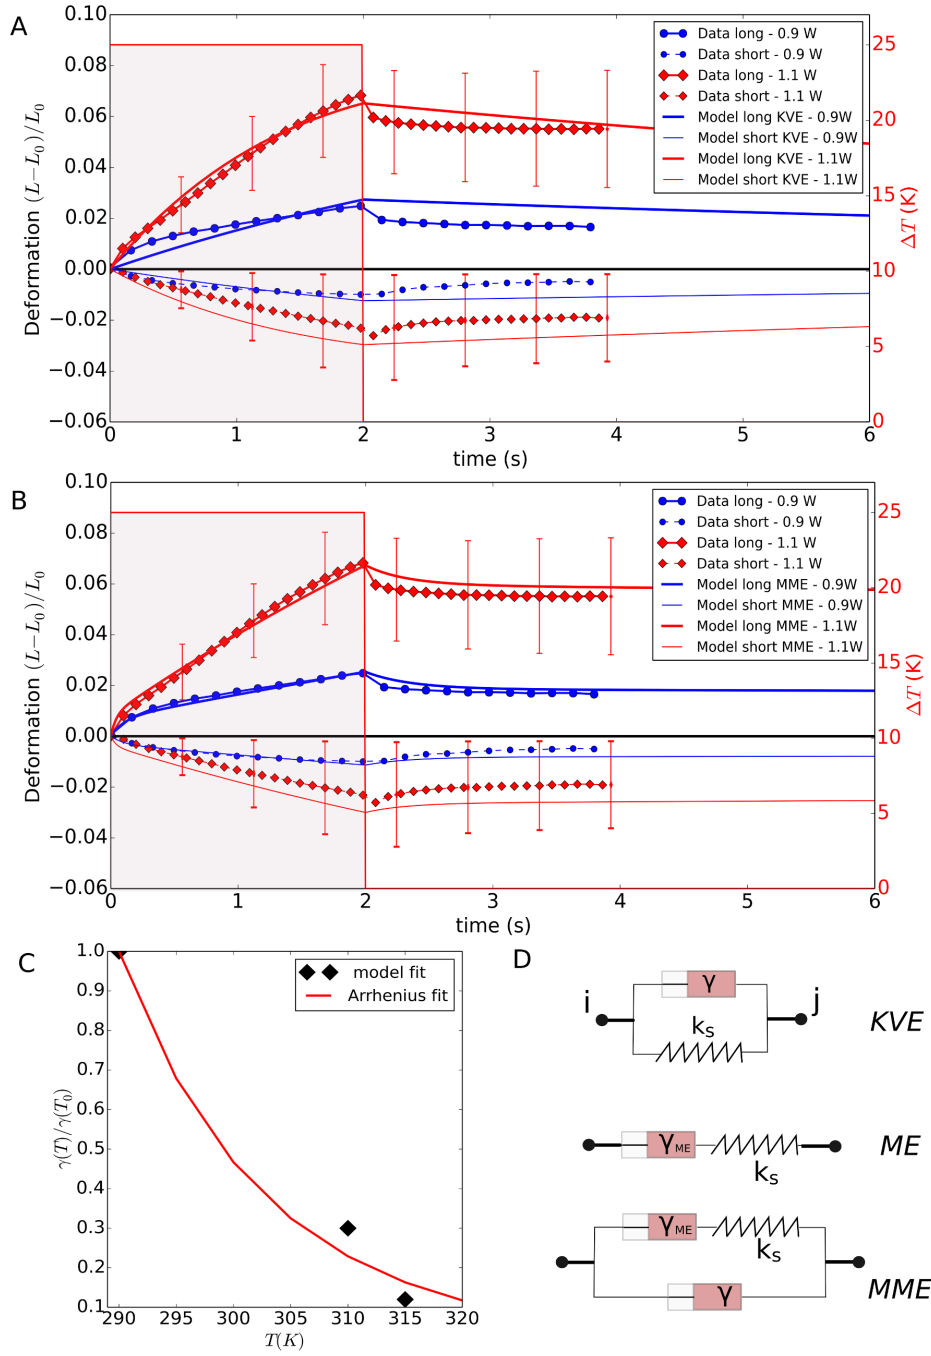 A
0.10
0.08
0.06
0.04
0.02
0.00
−0.02
−0.04
−0.06
Deformation (L−L₀)/L₀
0 1 2 3 4 5 6
time (s)
25
20
15
10
5
0
ΔT (K)
Data long - 0.9 W
Data short - 0.9 W
Data long - 1.1 W
Data short - 1.1 W
Model long KVE - 0.9W
Model short KVE - 0.9W
Model long KVE - 1.1W
Model short KVE - 1.1W
B
0.10
0.08
0.06
0.04
0.02
0.00
−0.02
−0.04
−0.06
Deformation (L−L₀)/L₀
0 1 2 3 4 5 6
time (s)
25
20
15
10
5
0
ΔT (K)
Data long - 0.9 W
Data short - 0.9 W
Data long - 1.1 W
Data short - 1.1 W
Model long MME - 0.9W
Model short MME - 0.9W
Model long MME - 1.1W
Model short MME - 1.1W
C
1.0
0.9
0.8
0.7
0.6
0.5
0.4
0.3
0.2
0.1
γ(T)/γ(T₀)
290 295 300 305 310 315 320
T(K)
model fit
Arrhenius fit
D
γ
i j
kS
KVE
γME
kS
ME
γME
kS
γ
MME